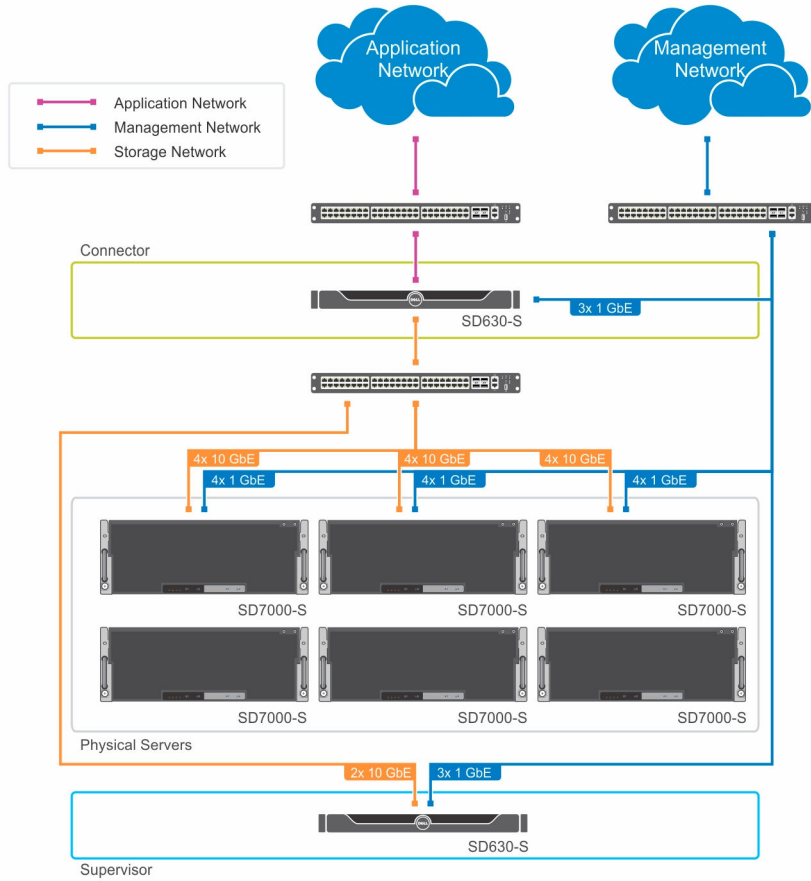 Application
Network
Management
Network
Application Network
Management Network
Storage Network
Connector
DELL
3x 1 GbE
SD630-S
4x 10 GbE
4x 10 GbE
4x 10 GbE
4x 1 GbE
4x 1 GbE
4x 1 GbE
SD7000-S
SD7000-S
SD7000-S
SD7000-S
SD7000-S
SD7000-S
Physical Servers
2x 10 GbE
3x 1 GbE
DELL
SD630-S
Supervisor